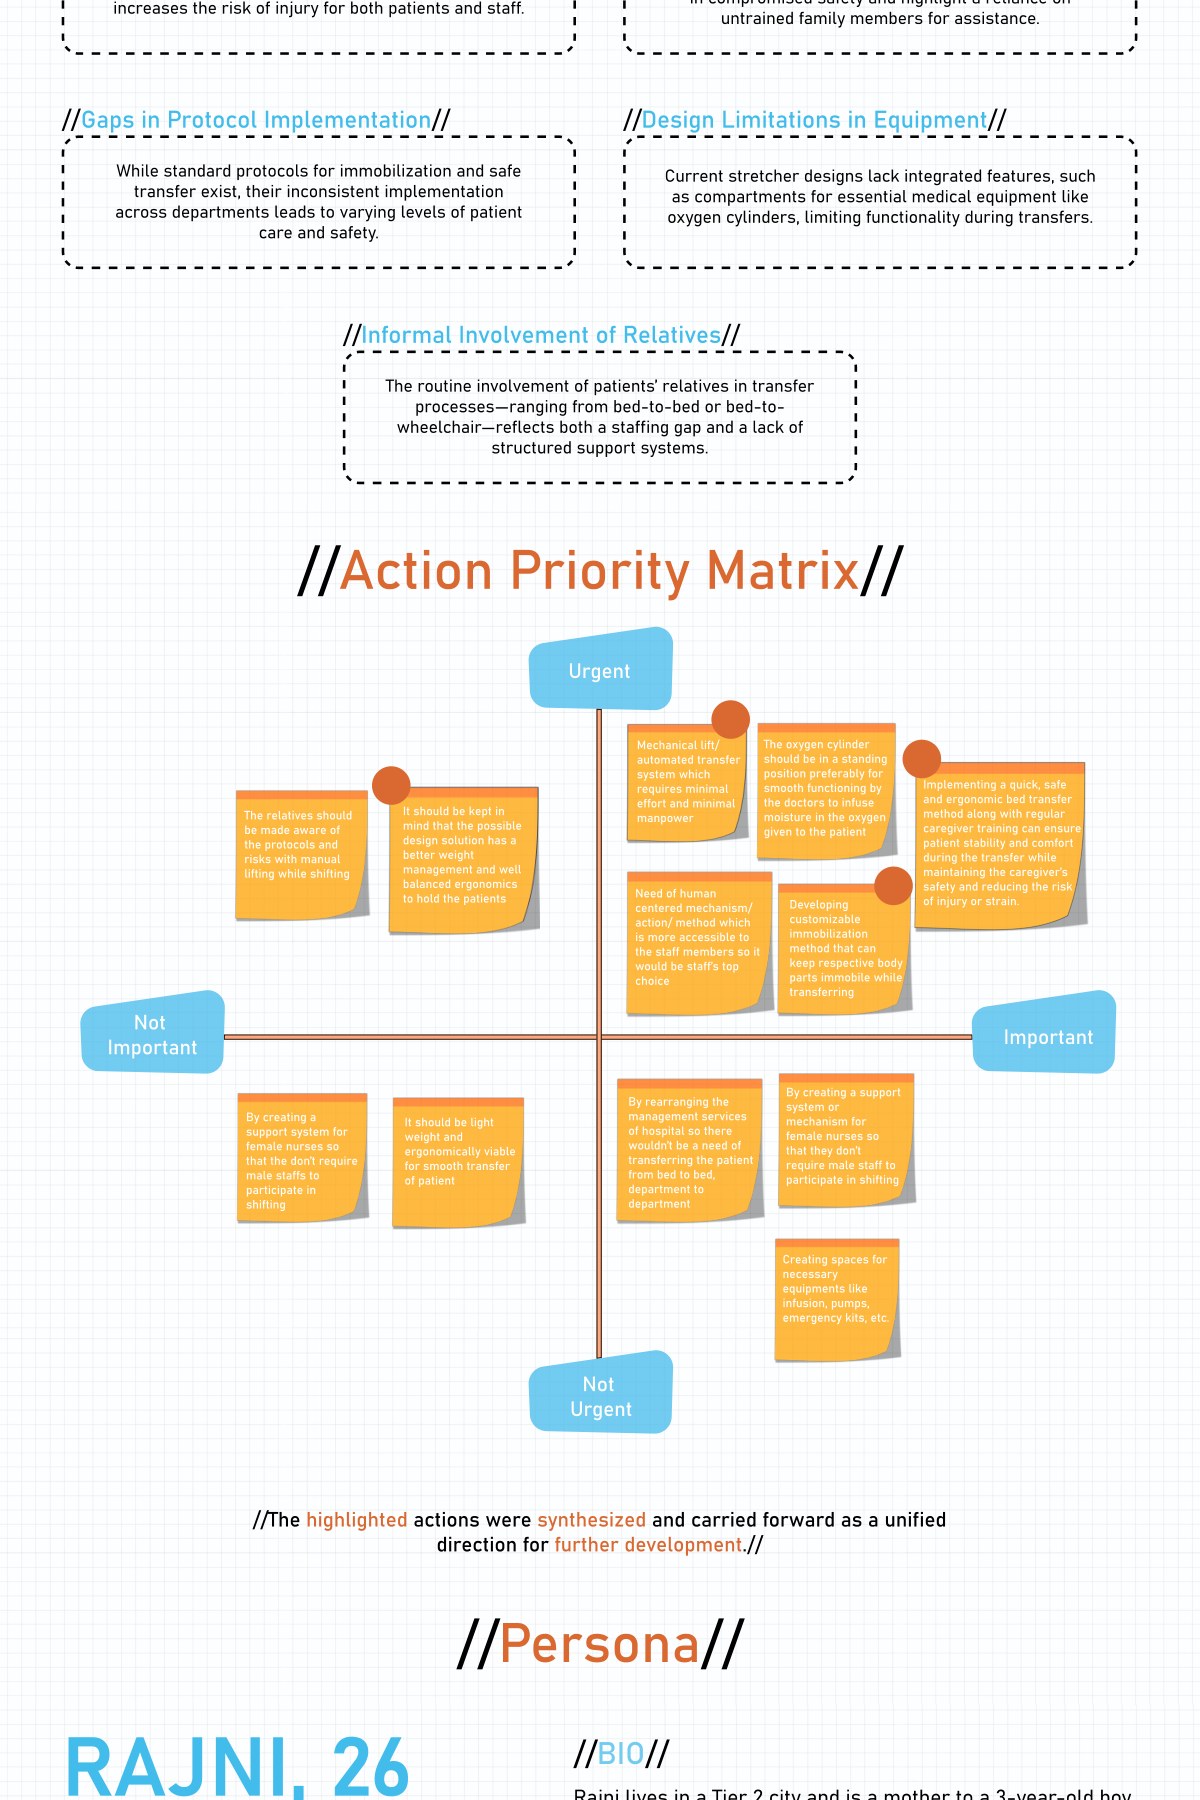 increases the risk of injury for both patients and staff.
untrained family members for assistance.
//Gaps in Protocol Implementation//
While standard protocols for immobilization and safe
transfer exist, their inconsistent implementation
across departments leads to varying levels of patient
care and safety.
//Design Limitations in Equipment//
Current stretcher designs lack integrated features, such
as compartments for essential medical equipment like
oxygen cylinders, limiting functionality during transfers.
//Informal Involvement of Relatives//
The routine involvement of patients’ relatives in transfer
processes—ranging from bed-to-bed or bed-to-
wheelchair—reflects both a staffing gap and a lack of
structured support systems.
//Action Priority Matrix//
Urgent
The relatives should
be made aware of
the protocols and
risks with manual
lifting while shifting
It should be kept in
mind that the possible
design solution has a
better weight
management and well
balanced ergonomics
to hold the patients
Mechanical lift/
automated transfer
system which
requires minimal
effort and minimal
manpower
The oxygen cylinder
should be in a standing
position preferably for
smooth functioning by
the doctors to infuse
moisture in the oxygen
given to the patient
Implementing a quick, safe
and ergonomic bed transfer
method along with regular
caregiver training can ensure
patient stability and comfort
during the transfer while
maintaining the caregiver's
safety and reducing the risk
of injury or strain.
Need of human
centered mechanism/
action/ method which
is more accessible to
the staff members so it
would be staff's top
choice
Developing
customizable
immobilization
method that can
keep respective body
parts immobile while
transferring
Not
Important
Important
By creating a
support system for
female nurses so
that the don't require
male staffs to
participate in
shifting
It should be light
weight and
ergonomically viable
for smooth transfer
of patient
By rearranging the
management services
of hospital so there
wouldn't be a need of
transferring the patient
from bed to bed,
department to
department
By creating a support
system or
mechanism for
female nurses so
that they don't
require male staff to
participate in shifting
Creating spaces for
necessary
equipments like
infusion, pumps,
emergency kits, etc.
Not
Urgent
//The highlighted actions were synthesized and carried forward as a unified
direction for further development.//
//Persona//
RAJNI, 26
//BIO//
Rajni lives in a Tier 2 city and is a mother to a 3-year-old boy